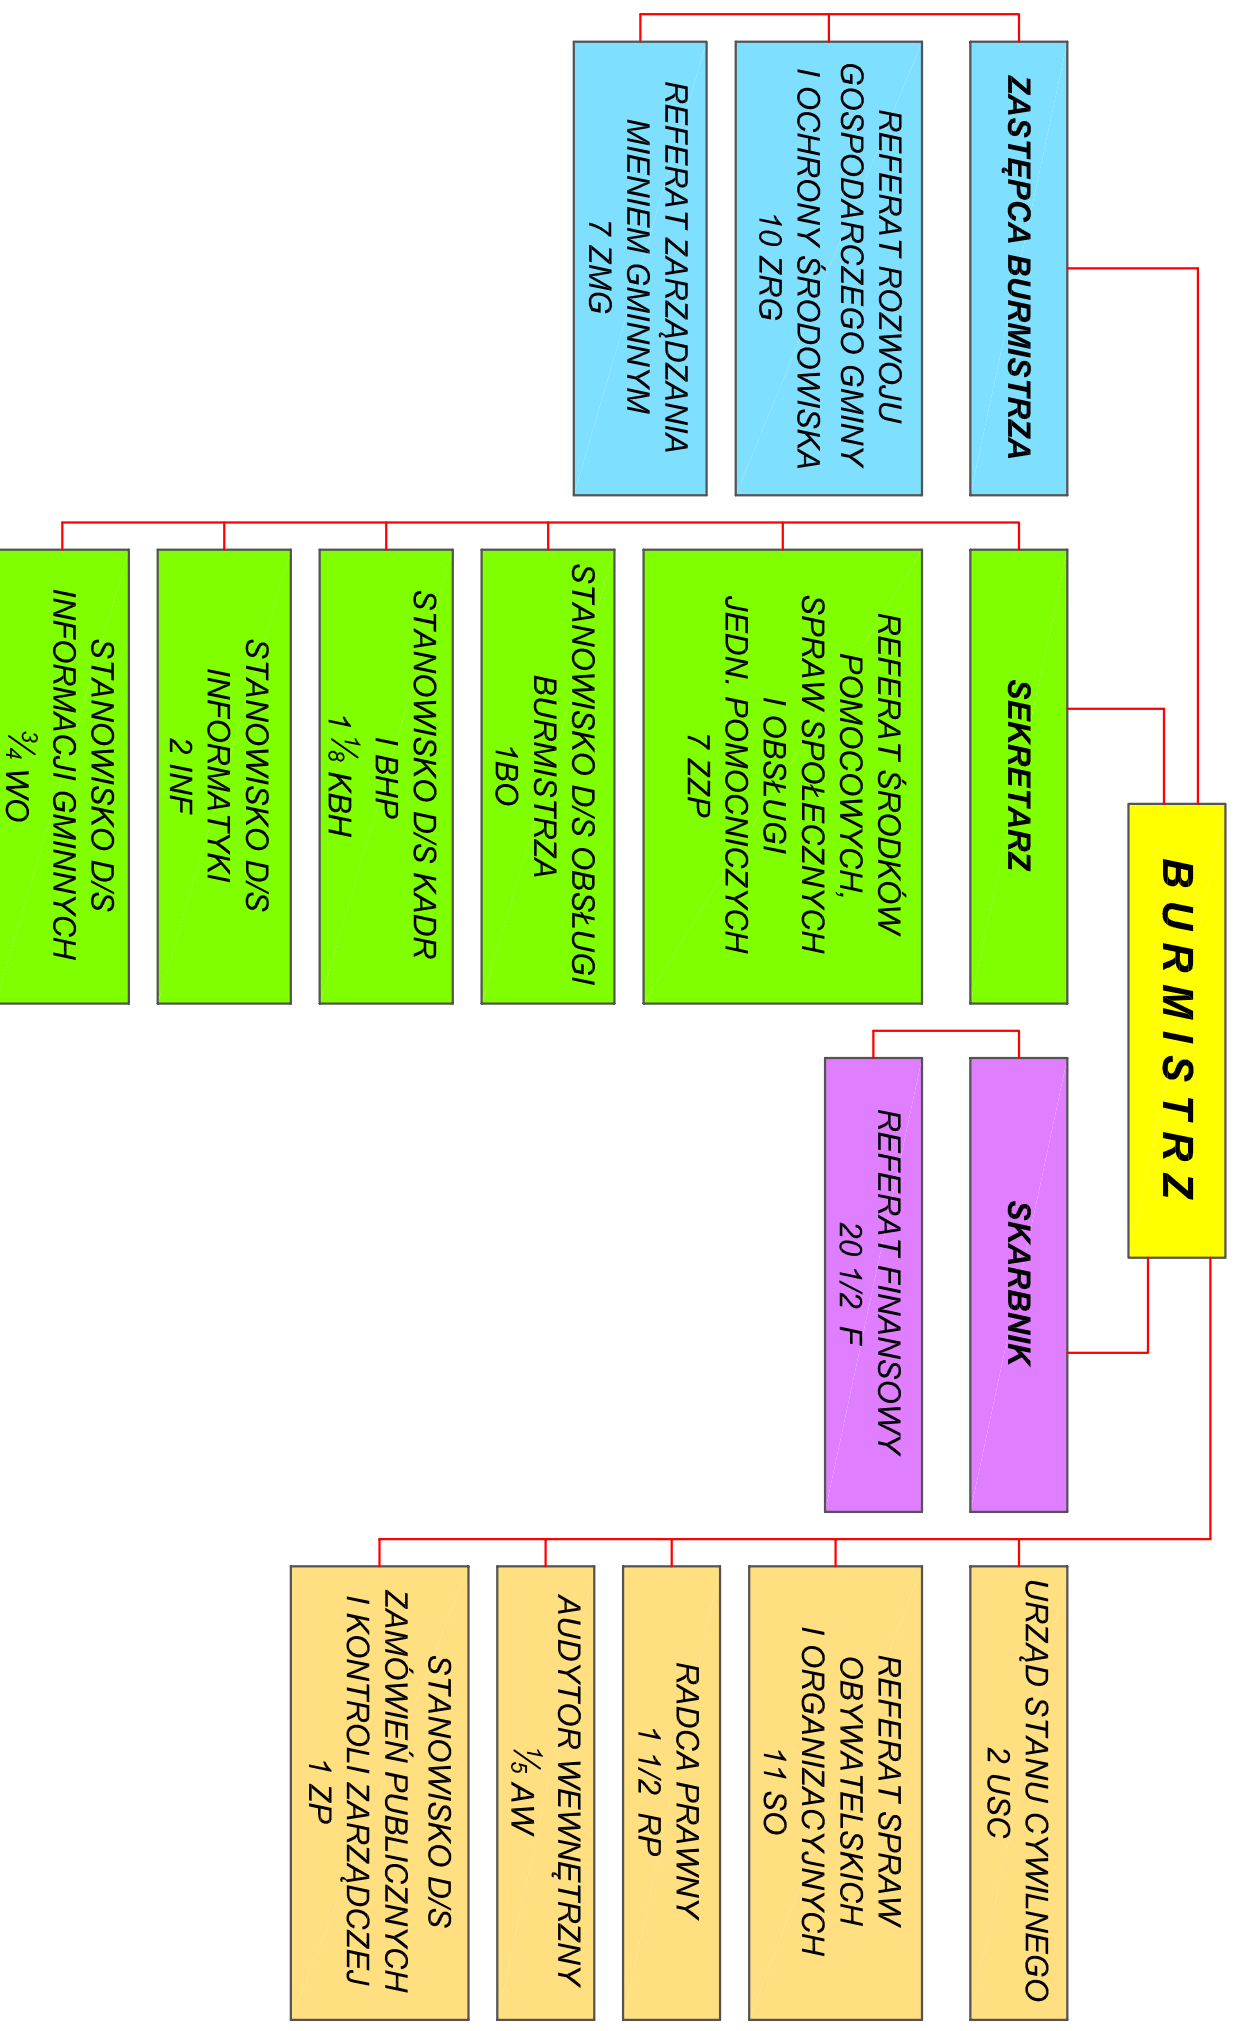 BURMISTRZ
ZASTĘPCA BURMISTRZA
REFERAT ROZWOJU
GOSPODARCZEGO GMINY
I OCHRONY ŚRODOWISKA
10 ZRG
REFERAT ZARZĄDZANIA
MIENIEM GMINNYM
7 ZMG
SEKRETARZ
REFERAT ŚRODKÓW
POMOCOWYCH,
SPRAW SPOŁECZNYCH
I OBSŁUGI
JEDN. POMOCNICZYCH
7 ZZP
STANOWISKO D/S OBSŁUGI
BURMISTRZA
1BO
STANOWISKO D/S KADR
I BHP
1 ⅛ KBH
STANOWISKO D/S
INFORMATYKI
2 INF
STANOWISKO D/S
INFORMACJI GMINNYCH
¾ WO
SKARBNIK
REFERAT FINANSOWY
20 1/2 F
URZĄD STANU CYWILNEGO
2 USC
REFERAT SPRAW
OBYWATELSKICH
I ORGANIZACYJNYCH
11 SO
RADCA PRAWNY
1 1/2 RP
AUDYTOR WEWNĘTRZNY
⅕ AW
STANOWISKO D/S
ZAMÓWIEŃ PUBLICZNYCH
I KONTROLI ZARZĄDCZEJ
1 ZP